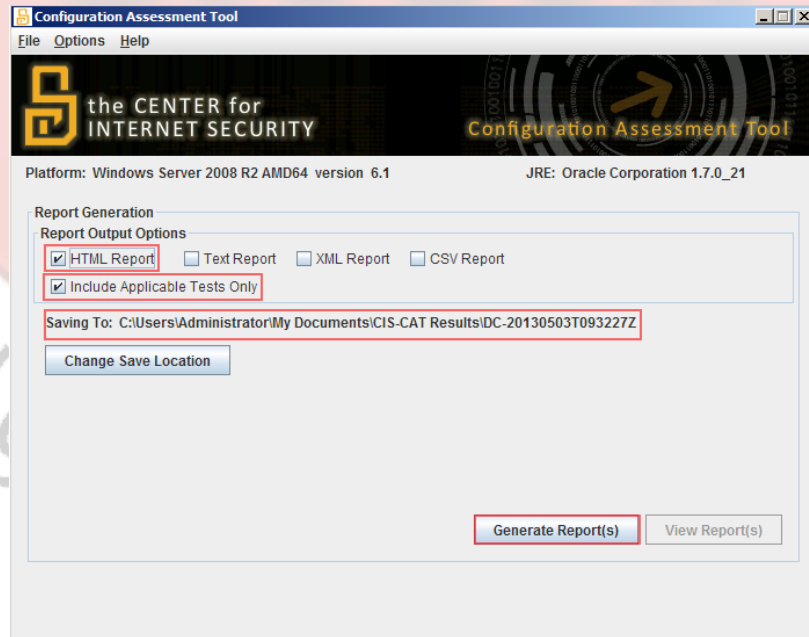 Configuration Assessment Tool
File Options Help
the CENTER for
INTERNET SECURITY
Configuration Assessment Tool
Platform: Windows Server 2008 R2 AMD64 version 6.1
JRE: Oracle Corporation 1.7.0_21
Report Generation
Report Output Options
HTML Report Text Report XML Report CSV Report
Include Applicable Tests Only
Saving To: C:\Users\Administrator\My Documents\CIS-CAT Results\DC-20130503T093227Z
Change Save Location
Generate Report(s) View Report(s)